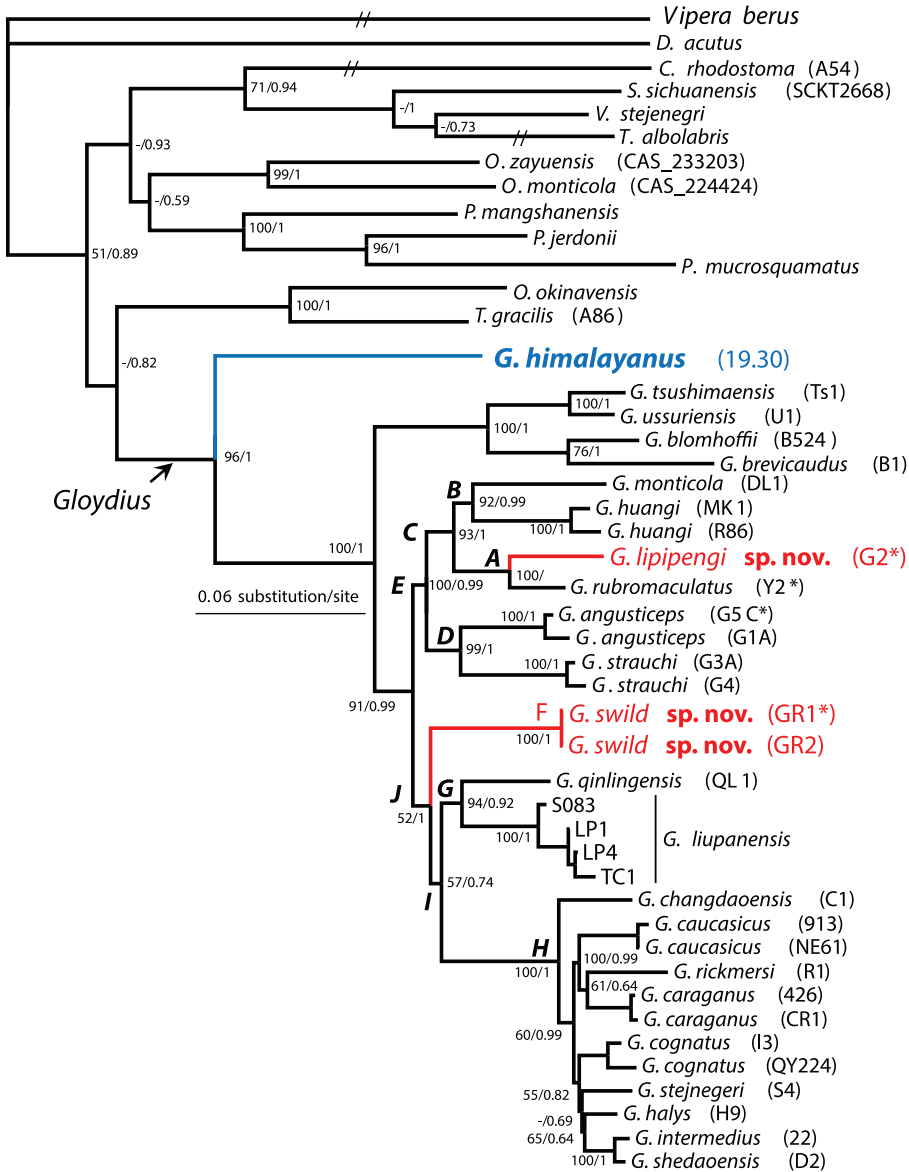 Vipera berus
D. acutus
C. rhodostoma (A54)
71/0.94
S. sichuanensis (SCKT2668)
-/1
V. stejenegri
-/0.73
T. albolabris
-/0.93
O. zayuensis (CAS_233203)
99/1
O. monticola (CAS_224424)
-/0.59
P. mangshanensis
100/1
P. jerdonii
96/1
51/0.89
P. mucrosquamatus
O. okinavensis
100/1
T. gracilis (A86)
-/0.82
G. himalayanus (19.30)
G. tsushimaensis (Ts1)
100/1
G. ussuriensis (U1)
100/1
G. blomhoffii (B524)
76/1
96/1
G. brevicaudus (B1)
Gloydius
B G. monticola (DL1)
92/0.99
G. huangi (MK 1)
C 93/1 100/1
G. huangi (R86)
100/1
A G. lipipengi sp. nov. (G2*)
100/
E 100/0.99
G. rubromaculatus (Y2 *)
0.06 substitution/site
100/1 G. angusticeps (G5 C*)
D G. angusticeps (G1A)
99/1
100/1 G. strauchi (G3A)
G. strauchi (G4)
91/0.99
F G. swild sp. nov. (GR1*)
100/1 G. swild sp. nov. (GR2)
G G. qinlingensis (QL 1)
J 94/0.92
S083
52/1 100/1
LP1
G. liupanensis
LP4
TC1
57/0.74
I
G. changdaoensis (C1)
G. caucasicus (913)
H G. caucasicus (NE61)
100/0.99
100/1
G. rickmersi (R1)
61/0.64
G. caraganus (426)
G. caraganus (CR1)
60/0.99
G. cognatus (I3)
G. cognatus (QY224)
55/0.82 G. stejnegeri (S4)
G. halys (H9)
-/0.69
65/0.64 G. intermedius (22)
100/1 G. shedaoensis (D2)